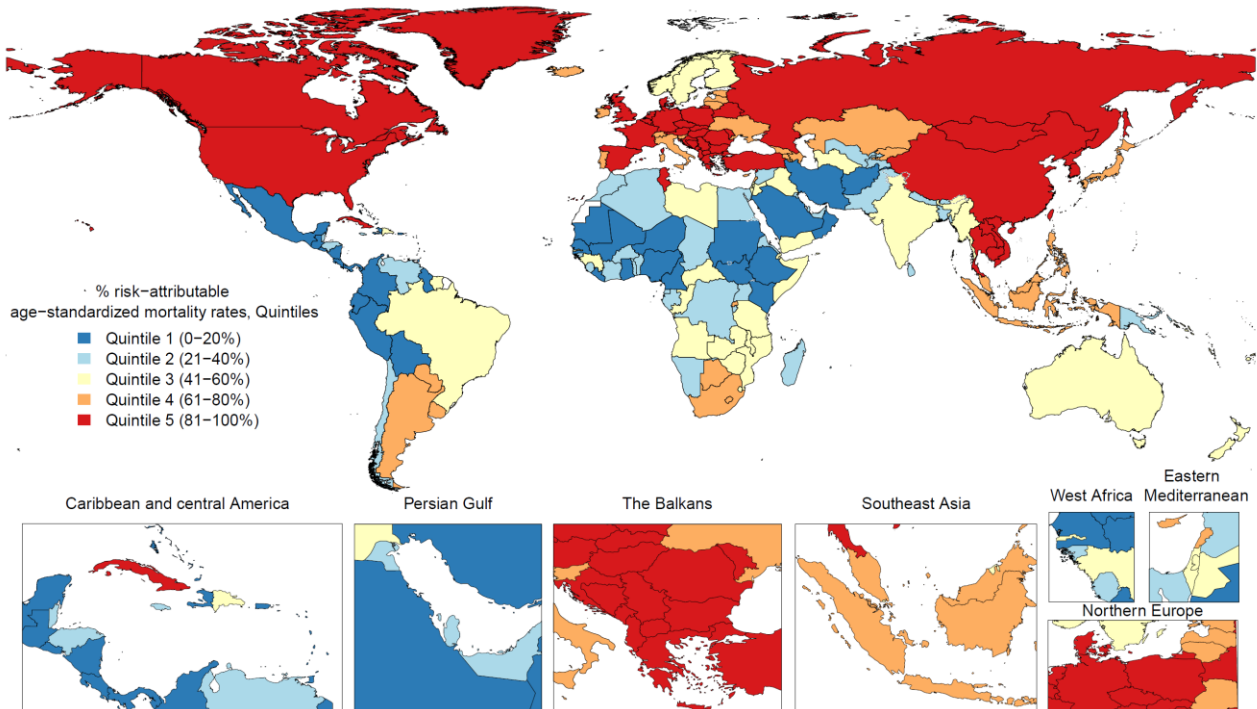 % risk−attributable
age−standardized mortality rates, Quintiles
Quintile 1 (0−20%)
Quintile 2 (21−40%)
Quintile 3 (41−60%)
Quintile 4 (61−80%)
Quintile 5 (81−100%)
Caribbean and central America
Persian Gulf
The Balkans
Southeast Asia
West Africa
Eastern
Mediterranean
Northern Europe